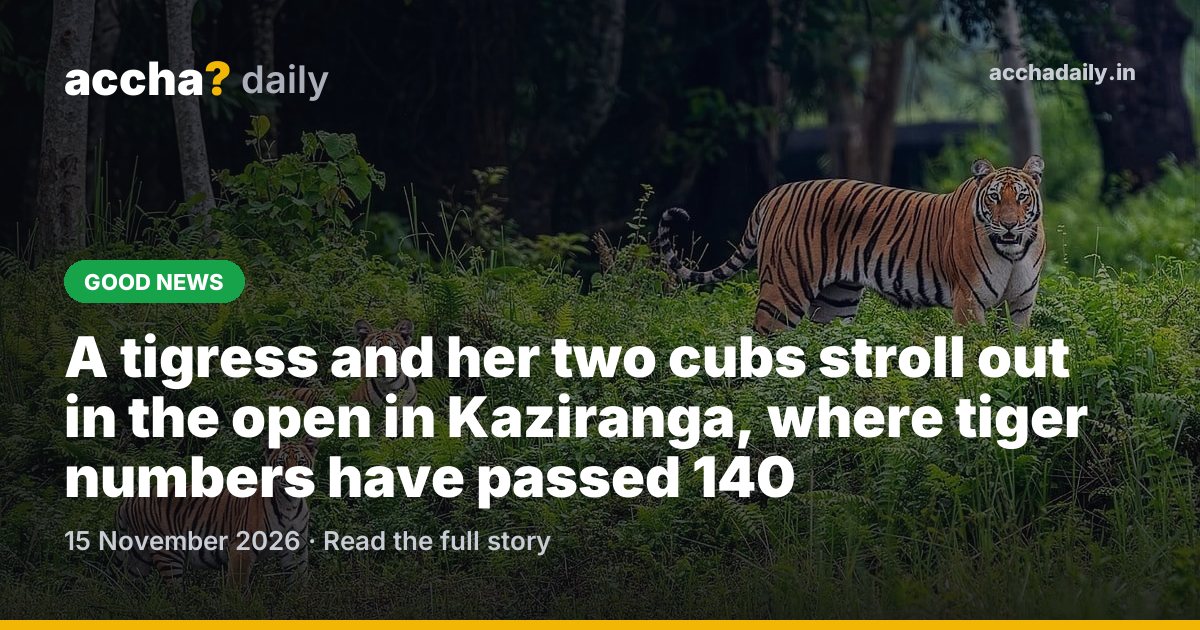 accha? daily
acchadaily.in
GOOD NEWS
A tigress and her two cubs stroll out
in the open in Kaziranga, where tiger
numbers have passed 140
15 November 2026 · Read the full story